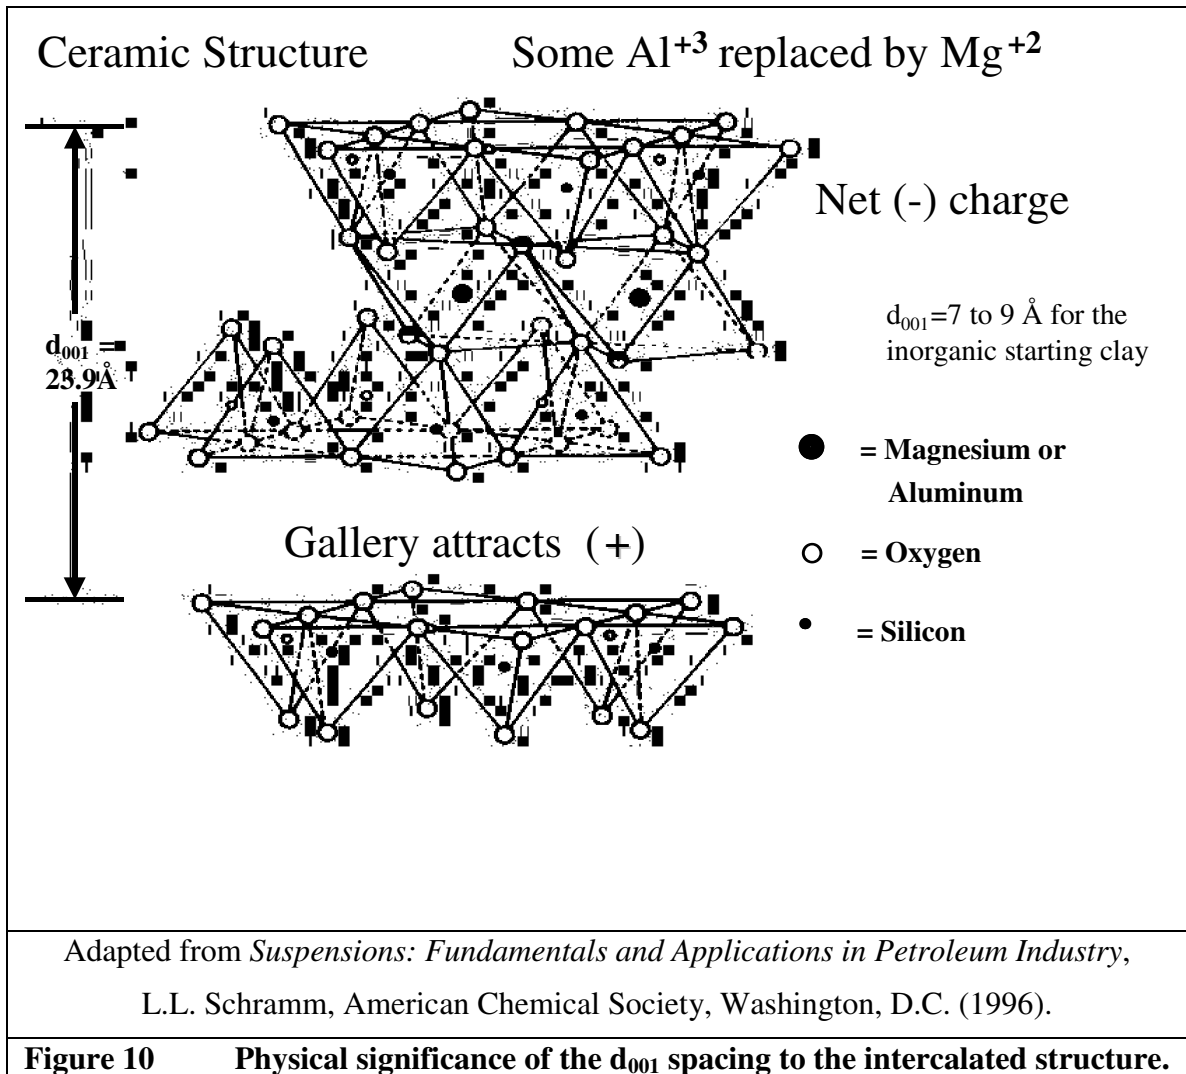 Ceramic Structure
Some Al+3 replaced by Mg+2
Net (-) charge
d001=7 to 9 Å for the
inorganic starting clay
d001 =
23.9Å
= Magnesium or
Aluminum
Gallery attracts (+)
= Oxygen
= Silicon
Adapted from Suspensions: Fundamentals and Applications in Petroleum Industry,
L.L. Schramm, American Chemical Society, Washington, D.C. (1996).
Figure 10 Physical significance of the d001 spacing to the intercalated structure.